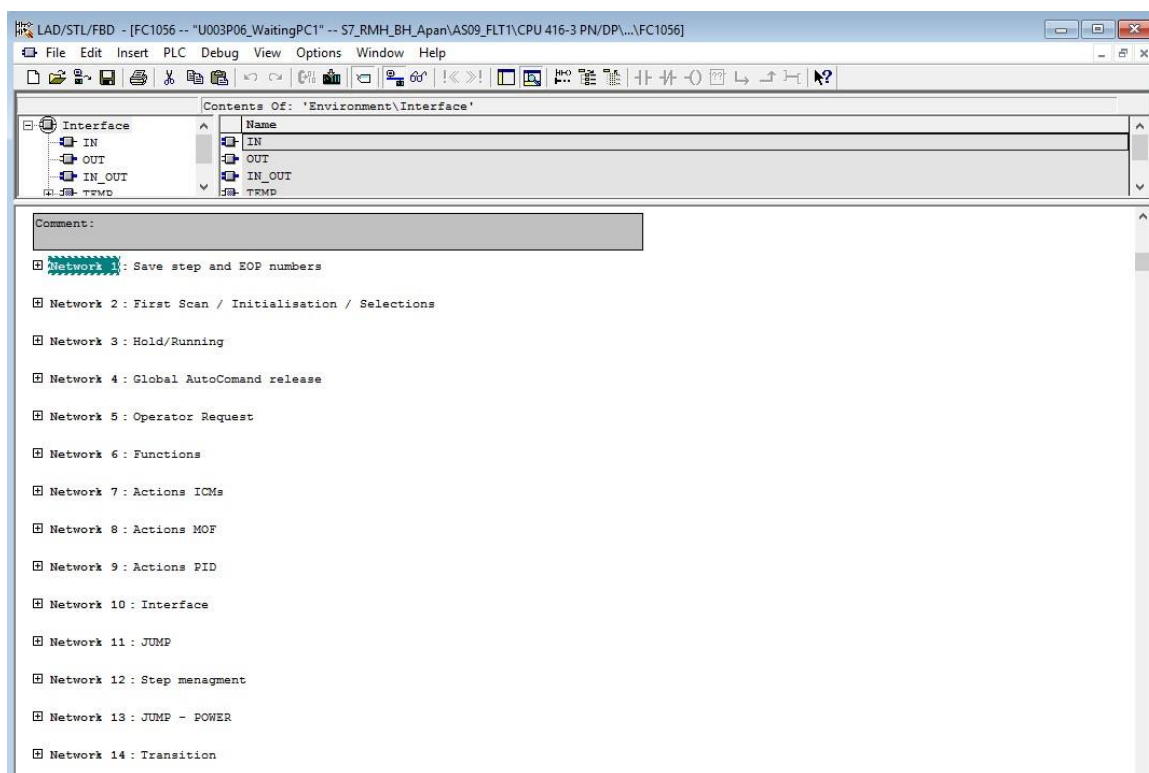 LAD/STL/FBD - [FC1056 -- "U003P06_WaitingPC1" -- S7_RMH_BH_Apan\AS09_FLT1\CPU 416-3 PN/DP\...\FC1056]
File Edit Insert PLC Debug View Options Window Help
Contents Of: 'Environment\Interface'
Interface
IN
OUT
IN_OUT
TEMP
Name
IN
OUT
IN_OUT
TEMP
Comment:
Network 1 : Save step and EOP numbers
Network 2 : First Scan / Initialisation / Selections
Network 3 : Hold/Running
Network 4 : Global AutoComand release
Network 5 : Operator Request
Network 6 : Functions
Network 7 : Actions ICMs
Network 8 : Actions MOF
Network 9 : Actions PID
Network 10 : Interface
Network 11 : JUMP
Network 12 : Step menagment
Network 13 : JUMP - POWER
Network 14 : Transition